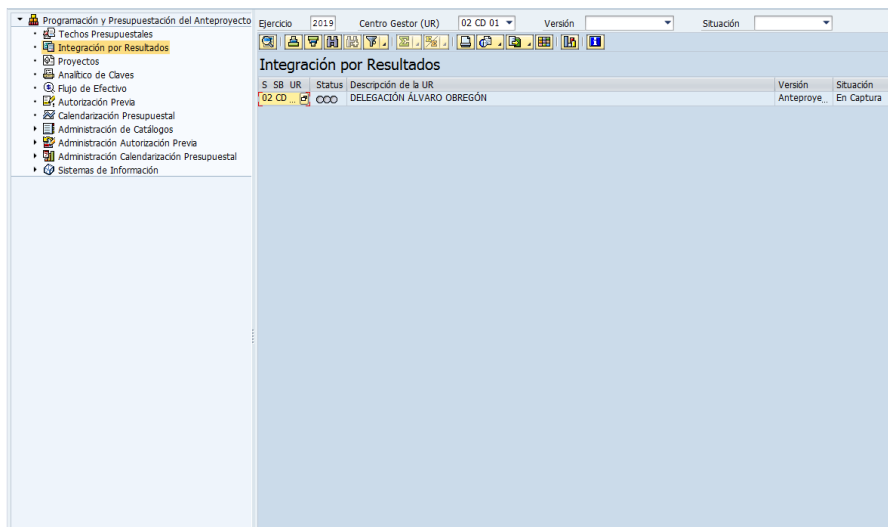 Programación y Presupuestación del Anteproyecto
Techos Presupuestales
Integración por Resultados
Proyectos
Analítico de Claves
Flujo de Efectivo
Autorización Previa
Calendarización Presupuestal
Administración de Catálogos
Administración Autorización Previa
Administración Calendarización Presupuestal
Sistemas de Información
Ejercicio 2019 Centro Gestor (UR) 02 CD 01 Versión Situación
Integración por Resultados
S SB UR Status Descripción de la UR Versión Situación
02 CD ... DELEGACIÓN ÁLVARO OBREGÓN Anteproye... En Captura